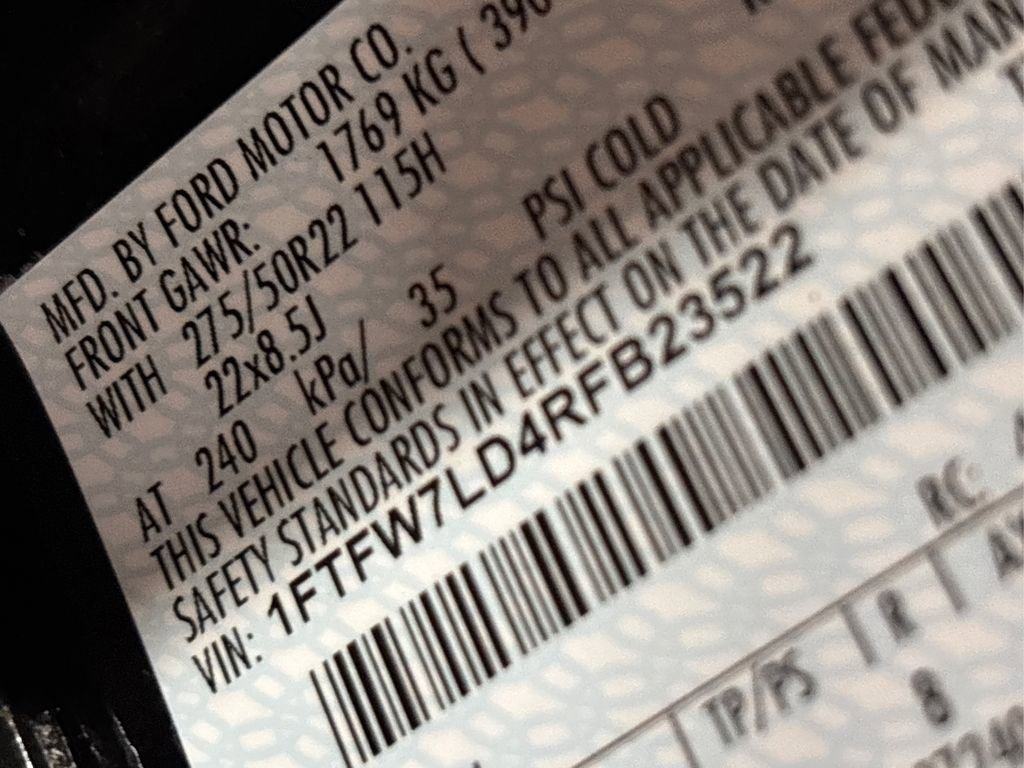 MFD. BY FORD MOTOR CO.
FRONT GAWR: 1769 KG ( 390
WITH 275/50R22 115H
22x8.5J
AT 240 kPa/ 35 PSI COLD
THIS VEHICLE CONFORMS TO ALL APPLICABLE
SAFETY STANDARDS IN EFFECT ON THE DATE OF
VIN: 1FTFW7LD4RFB23522
RC:
TP/PS R
8